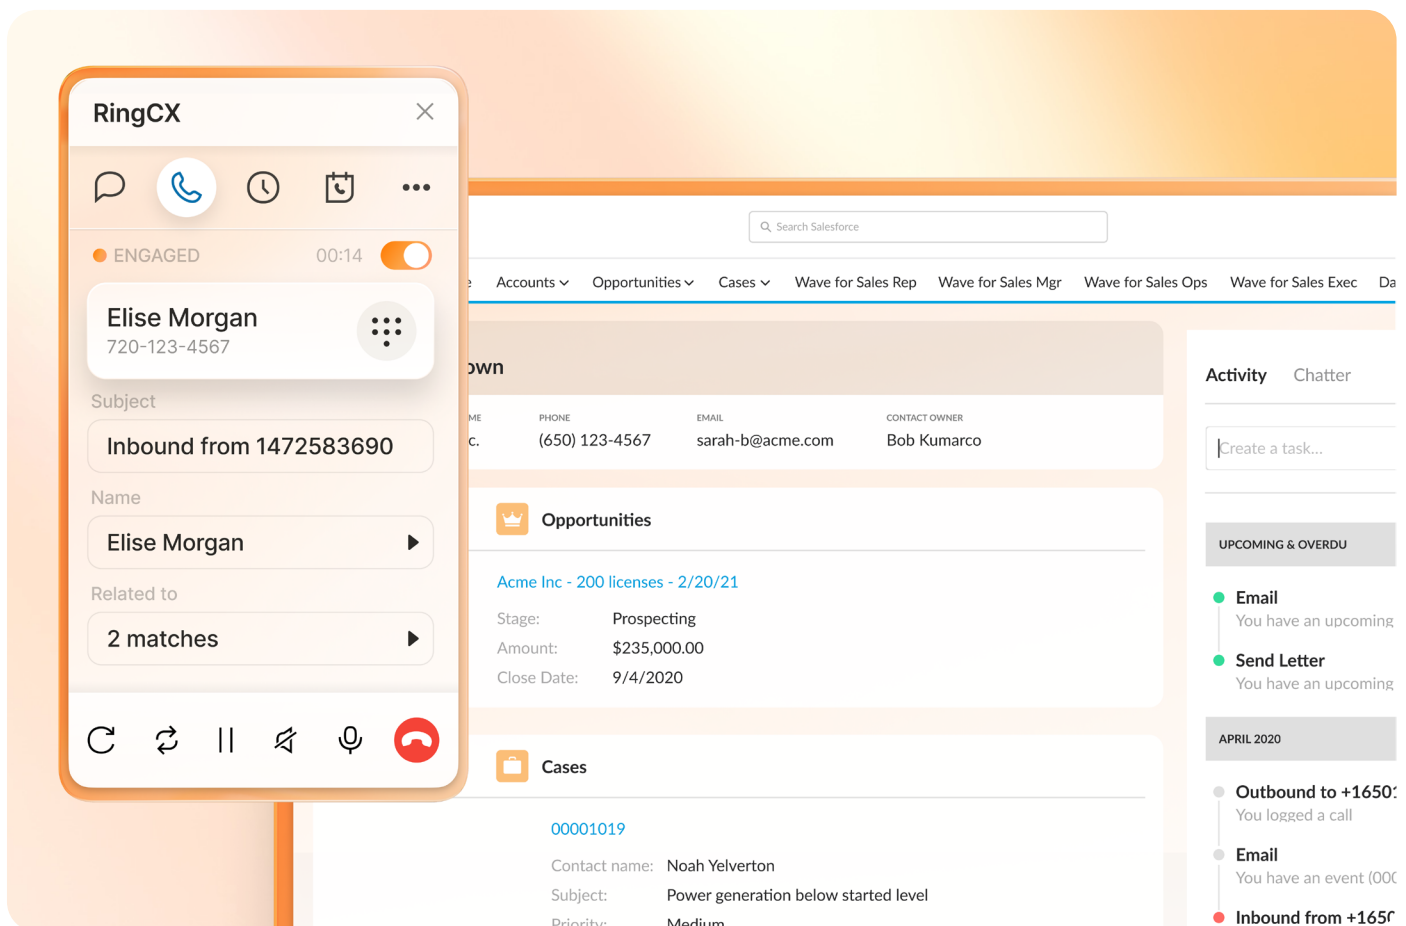 RingCX
ENGAGED 00:14
Elise Morgan
720-123-4567
Subject
Inbound from 1472583690
Name
Elise Morgan
Related to
2 matches
Search Salesforce
e Accounts Opportunities Cases Wave for Sales Rep Wave for Sales Mgr Wave for Sales Ops Wave for Sales Exec Da
own
ME PHONE EMAIL CONTACT OWNER
c. (650) 123-4567 sarah-b@acme.com Bob Kumarco
Opportunities
Acme Inc - 200 licenses - 2/20/21
Stage: Prospecting
Amount: $235,000.00
Close Date: 9/4/2020
Cases
00001019
Contact name: Noah Yelverton
Subject: Power generation below started level
Priority: Medium
Activity Chatter
Create a task...
UPCOMING & OVERDU
Email
You have an upcoming
Send Letter
You have an upcoming
APRIL 2020
Outbound to +16501
You logged a call
Email
You have an event (000
Inbound from +1650